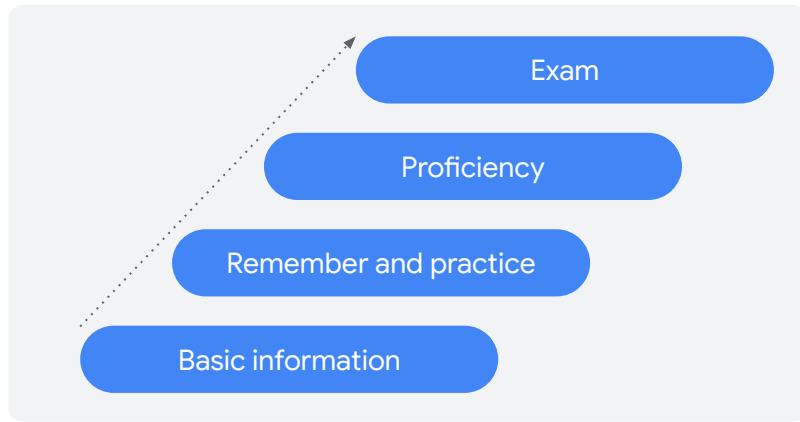 Exam
Proficiency
Remember and practice
Basic information